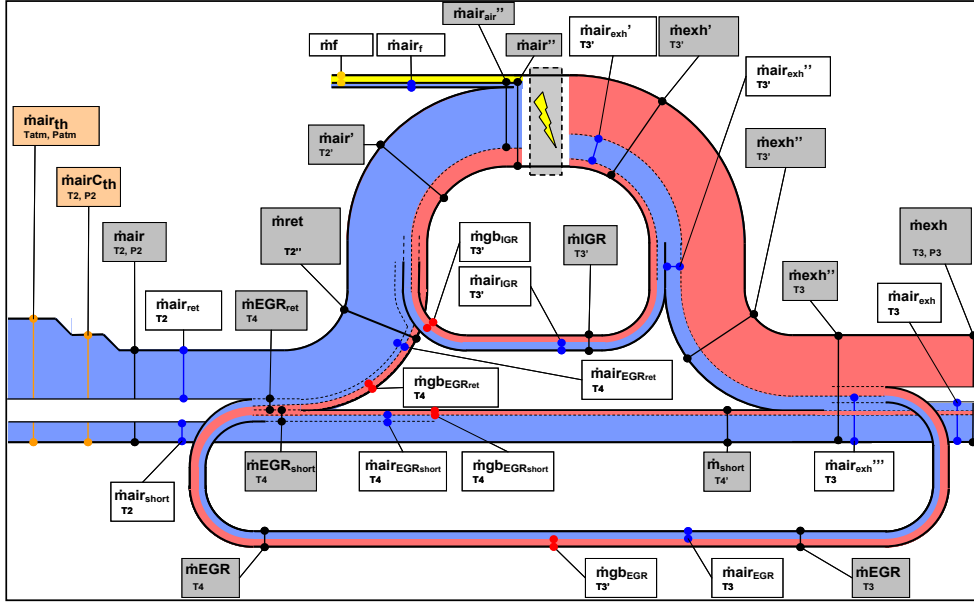 ṁair_air''
ṁf
ṁair_f
ṁair''
ṁair_exh'
T3'
ṁexh'
T3'
ṁair_exh''
T3'
ṁair_th
Tatm, Patm
ṁair'
T2'
ṁexh''
T3'
ṁairC_th
T2, P2
ṁair
T2, P2
ṁret
T2''
ṁgb_IGR
T3'
ṁIGR
T3'
ṁexh
T3, P3
ṁair_ret
T2
ṁEGR_ret
T4
ṁair_IGR
T3'
ṁexh''
T3
ṁair_exh
T3
ṁgb_EGRret
T4
ṁair_EGRret
T4
ṁair_short
T2
ṁEGR_short
T4
ṁair_EGRshort
T4
ṁgb_EGRshort
T4
ṁ_short
T4'
ṁair_exh'''
T3
ṁEGR
T4
ṁgb_EGR
T3'
ṁair_EGR
T3
ṁEGR
T3